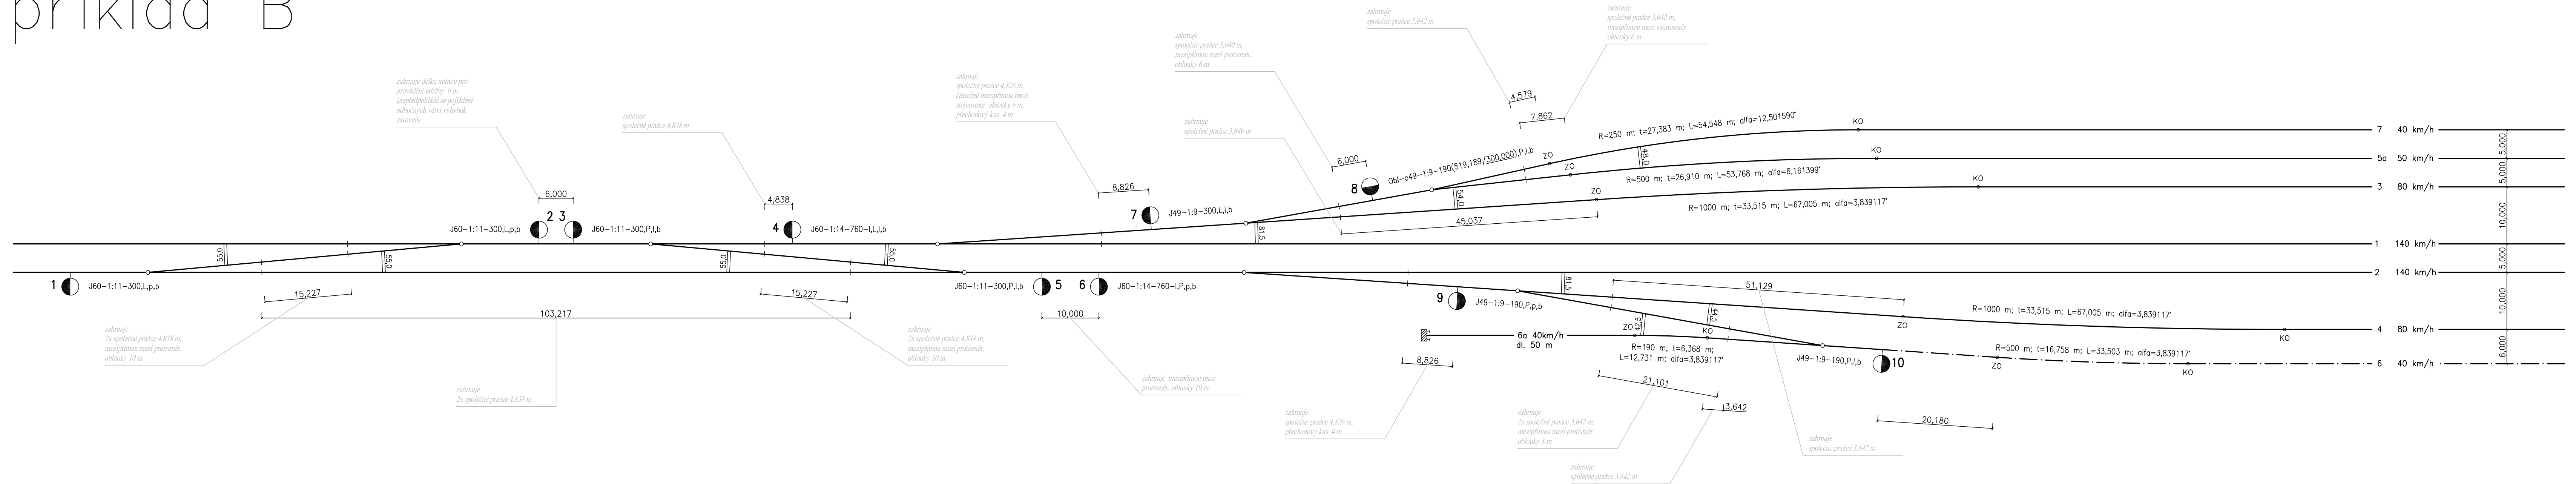 příklad B
zahrnuje
společné pražce 3,642 m
zahrnuje
společné pražce 3,642 m,
mezipřímou mezi stejnosměr.
oblouky 6 m
zahrnuje
společné pražce 3,640 m,
mezipřímou mezi protisměr.
oblouky 6 m
zahrnuje délku nutnou pro
provádění údržby 6 m
(nepředpokládá se pojíždění
odbočných větví výhybek
zároveň)
zahrnuje
společné pražce 4,838 m
zahrnuje
společné pražce 4,826 m,
částečně mezipřímou mezi
stejnosměr. oblouky 6 m,
přechodový kus 4 m
zahrnuje
společné pražce 3,640 m
4,579
7,862
6,000
8,826
6,000
4,838
R=250 m; t=27,383 m; L=54,548 m; alfa=12,501590°
KO
7 40 km/h
Obl-o49-1:9-190(519,189/300,000),P,l,b
ZO
ZO
48,0
KO
5a 50 km/h
R=500 m; t=26,910 m; L=53,768 m; alfa=6,161399°
8
54,0
ZO
KO
3 80 km/h
R=1000 m; t=33,515 m; L=67,005 m; alfa=3,839117°
45,037
5,000
5,000
10,000
5,000
10,000
6,000
2 3
J60-1:11-300,L,p,b
J60-1:11-300,P,l,b
4
J60-1:14-760-I,L,l,b
7
J49-1:9-300,L,l,b
81,5
1 140 km/h
55,0
55,0
55,0
55,0
2 140 km/h
1
J60-1:11-300,L,p,b
J60-1:11-300,P,l,b
5
6
J60-1:14-760-I,P,p,b
81,5
9
J49-1:9-190,P,p,b
51,129
15,227
15,227
103,217
10,000
R=1000 m; t=33,515 m; L=67,005 m; alfa=3,839117°
ZO
KO
4 80 km/h
44,5
42,5
6a 40km/h
dl. 50 m
ZO
KO
R=190 m; t=6,368 m;
L=12,731 m; alfa=3,839117°
J49-1:9-190,P,l,b
10
R=500 m; t=16,758 m; L=33,503 m; alfa=3,839117°
ZO
KO
6 40 km/h
8,826
21,101
3,642
20,180
zahrnuje
2x společné pražce 4,838 m,
mezipřímou mezi protisměr.
oblouky 10 m
zahrnuje
2x společné pražce 4,838 m
zahrnuje
2x společné pražce 4,838 m,
mezipřímou mezi protisměr.
oblouky 10 m
zahrnuje mezipřímou mezi
protisměr. oblouky 10 m
zahrnuje
společné pražce 4,826 m,
přechodový kus 4 m
zahrnuje
2x společné pražce 3,642 m,
mezipřímou mezi protisměr.
oblouky 8 m
zahrnuje
společné pražce 3,642 m
zahrnuje
společné pražce 3,642 m